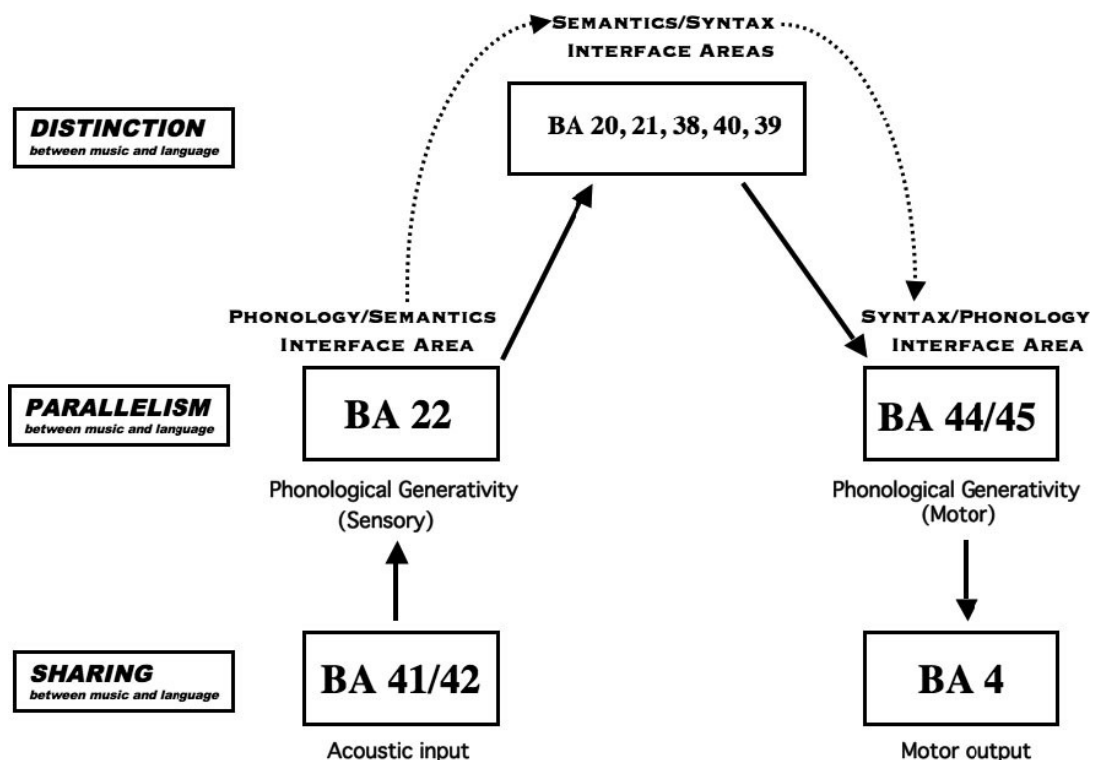 SEMANTICS/SYNTAX
INTERFACE AREAS
DISTINCTION
between music and language
BA 20, 21, 38, 40, 39
PHONOLOGY/SEMANTICS
INTERFACE AREA
SYNTAX/PHONOLOGY
INTERFACE AREA
PARALLELISM
between music and language
BA 22
BA 44/45
Phonological Generativity
(Sensory)
Phonological Generativity
(Motor)
SHARING
between music and language
BA 41/42
BA 4
Acoustic input
Motor output